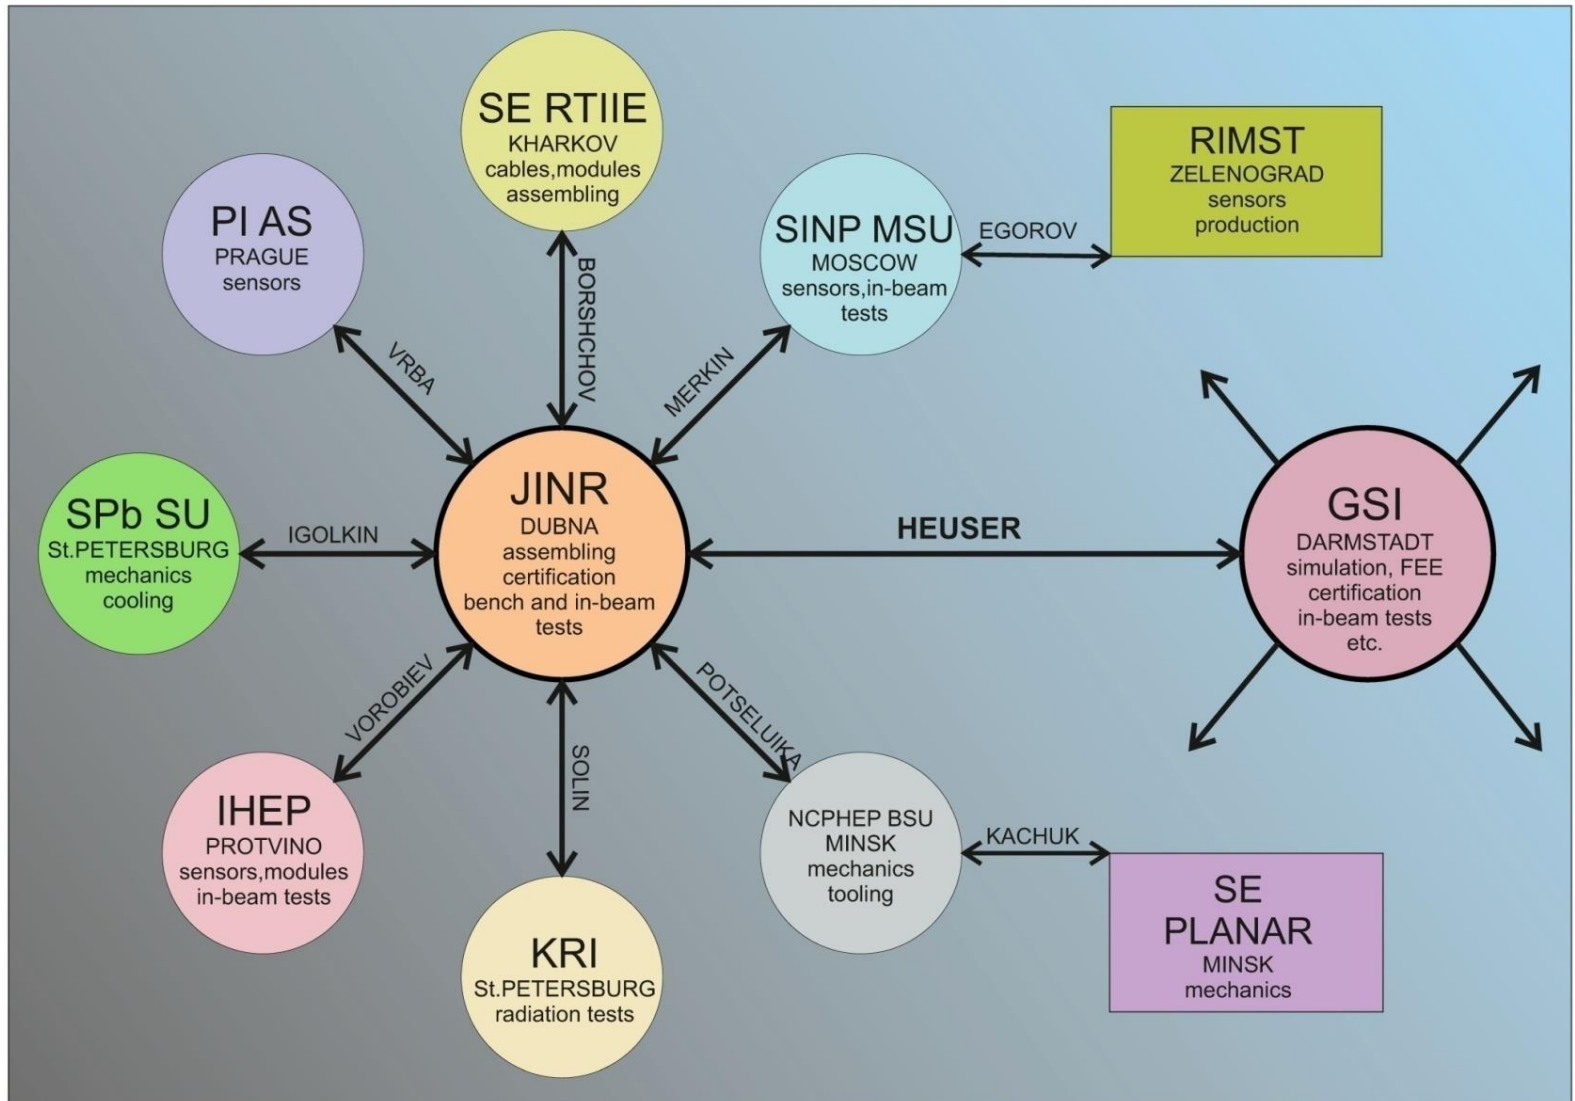 SE RTIIE
KHARKOV
cables,modules
assembling
RIMST
ZELENOGRAD
sensors
production
PI AS
PRAGUE
sensors
SINP MSU
MOSCOW
sensors,in-beam
tests
EGOROV
VRBA
BORSHCHOV
MERKIN
SPb SU
St.PETERSBURG
mechanics
cooling
IGOLKIN
JINR
DUBNA
assembling
certification
bench and in-beam
tests
HEUSER
GSI
DARMSTADT
simulation, FEE
certification
in-beam tests
etc.
VOROBIEV
SOLIN
POTSELUIKA
IHEP
PROTVINO
sensors,modules
in-beam tests
KRI
St.PETERSBURG
radiation tests
NCPHEP BSU
MINSK
mechanics
tooling
KACHUK
SE
PLANAR
MINSK
mechanics